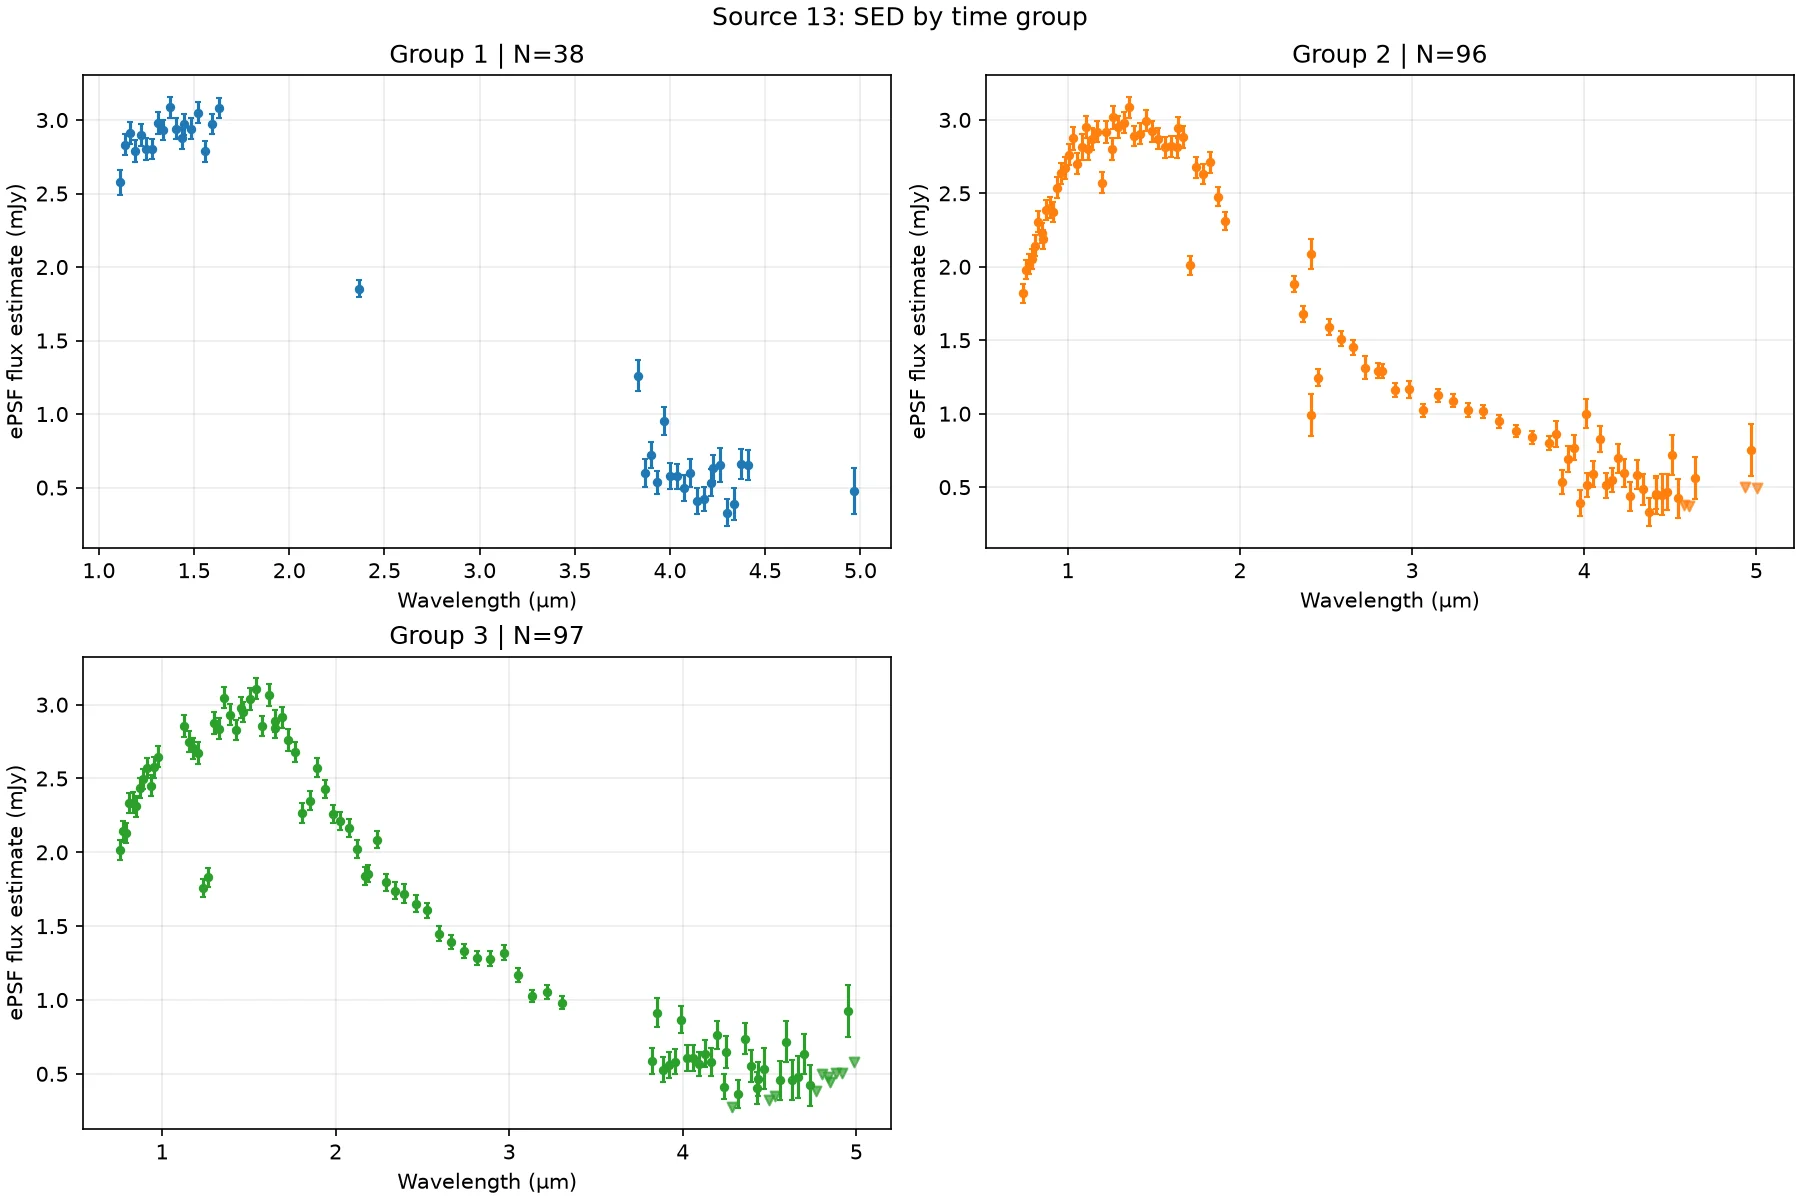 Source 13: SED by time group
Group 1 | N=38
ePSF flux estimate (mJy)
3.0
2.5
2.0
1.5
1.0
0.5
1.0 1.5 2.0 2.5 3.0 3.5 4.0 4.5 5.0
Wavelength (μm)
Group 2 | N=96
ePSF flux estimate (mJy)
3.0
2.5
2.0
1.5
1.0
0.5
1 2 3 4 5
Wavelength (μm)
Group 3 | N=97
ePSF flux estimate (mJy)
3.0
2.5
2.0
1.5
1.0
0.5
1 2 3 4 5
Wavelength (μm)